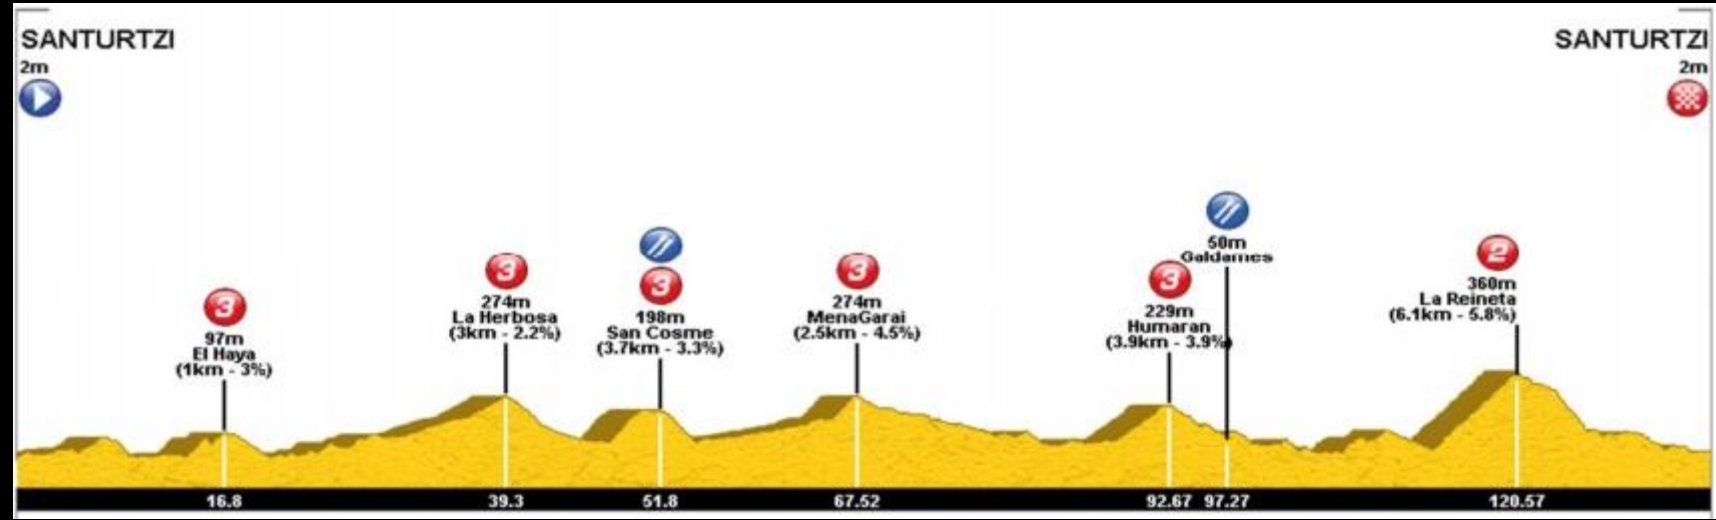 SANTURTZI
2m
SANTURTZI
2m
3
97m
El Haya
(1km - 3%)
3
274m
La Herbosa
(3km - 2.2%)
3
198m
San Cosme
(3.7km - 3.3%)
3
274m
MenaGarai
(2.5km - 4.5%)
3
229m
Humaran
(3.9km - 3.9%)
50m
Galdames
2
360m
La Reineta
(6.1km - 5.8%)
16.8
39.3
51.8
67.52
92.67
97.27
120.57